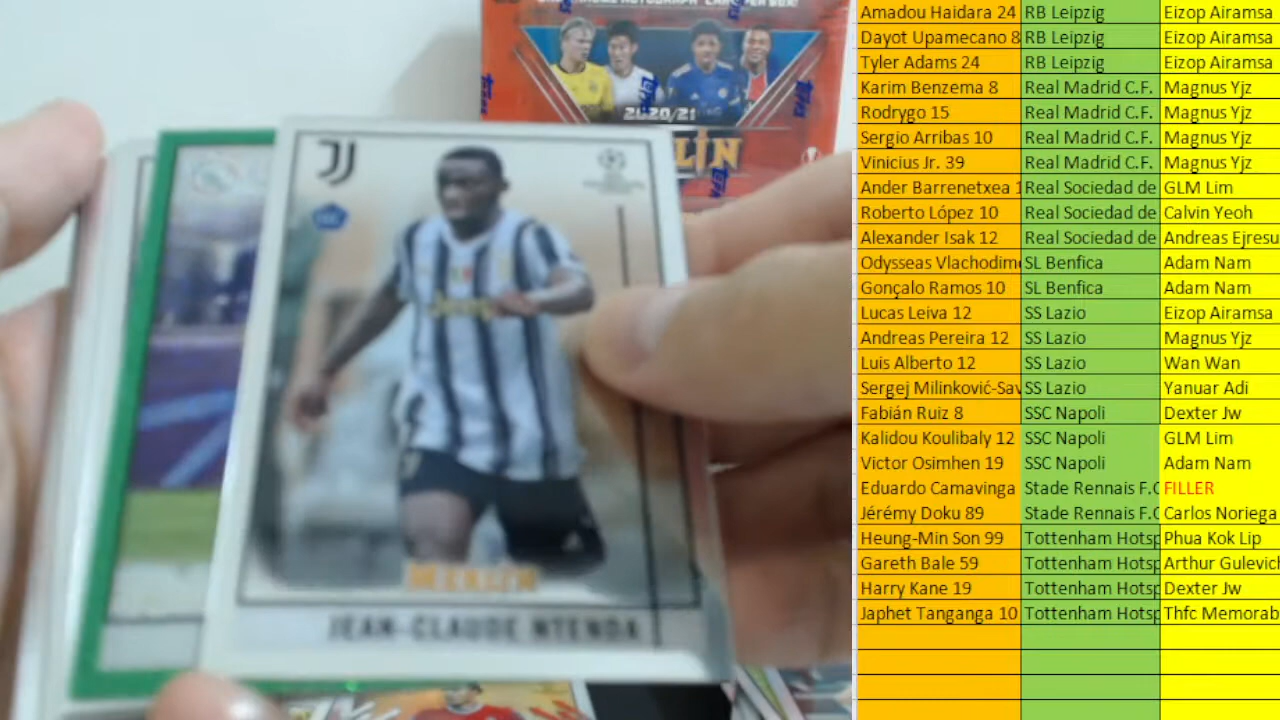 2020/21
JEAN-CLAUDE NTENDA
MERLIN
Amadou Haidara 24 RB Leipzig Eizop Airamsa
Dayot Upamecano 8 RB Leipzig Eizop Airamsa
Tyler Adams 24 RB Leipzig Eizop Airamsa
Karim Benzema 8 Real Madrid C.F. Magnus Yjz
Rodrygo 15 Real Madrid C.F. Magnus Yjz
Sergio Arribas 10 Real Madrid C.F. Magnus Yjz
Vinicius Jr. 39 Real Madrid C.F. Magnus Yjz
Ander Barrenetxea 1 Real Sociedad de GLM Lim
Roberto López 10 Real Sociedad de Calvin Yeoh
Alexander Isak 12 Real Sociedad de Andreas Ejresu
Odysseas Vlachodim SL Benfica Adam Nam
Gonçalo Ramos 10 SL Benfica Adam Nam
Lucas Leiva 12 SS Lazio Eizop Airamsa
Andreas Pereira 12 SS Lazio Magnus Yjz
Luis Alberto 12 SS Lazio Wan Wan
Sergej Milinković-Sav SS Lazio Yanuar Adi
Fabián Ruiz 8 SSC Napoli Dexter Jw
Kalidou Koulibaly 12 SSC Napoli GLM Lim
Victor Osimhen 19 SSC Napoli Adam Nam
Eduardo Camavinga Stade Rennais F.C FILLER
Jérémy Doku 89 Stade Rennais F.C Carlos Noriega
Heung-Min Son 99 Tottenham Hotsp Phua Kok Lip
Gareth Bale 59 Tottenham Hotsp Arthur Gulevich
Harry Kane 19 Tottenham Hotsp Dexter Jw
Japhet Tanganga 10 Tottenham Hotsp Thfc Memorab